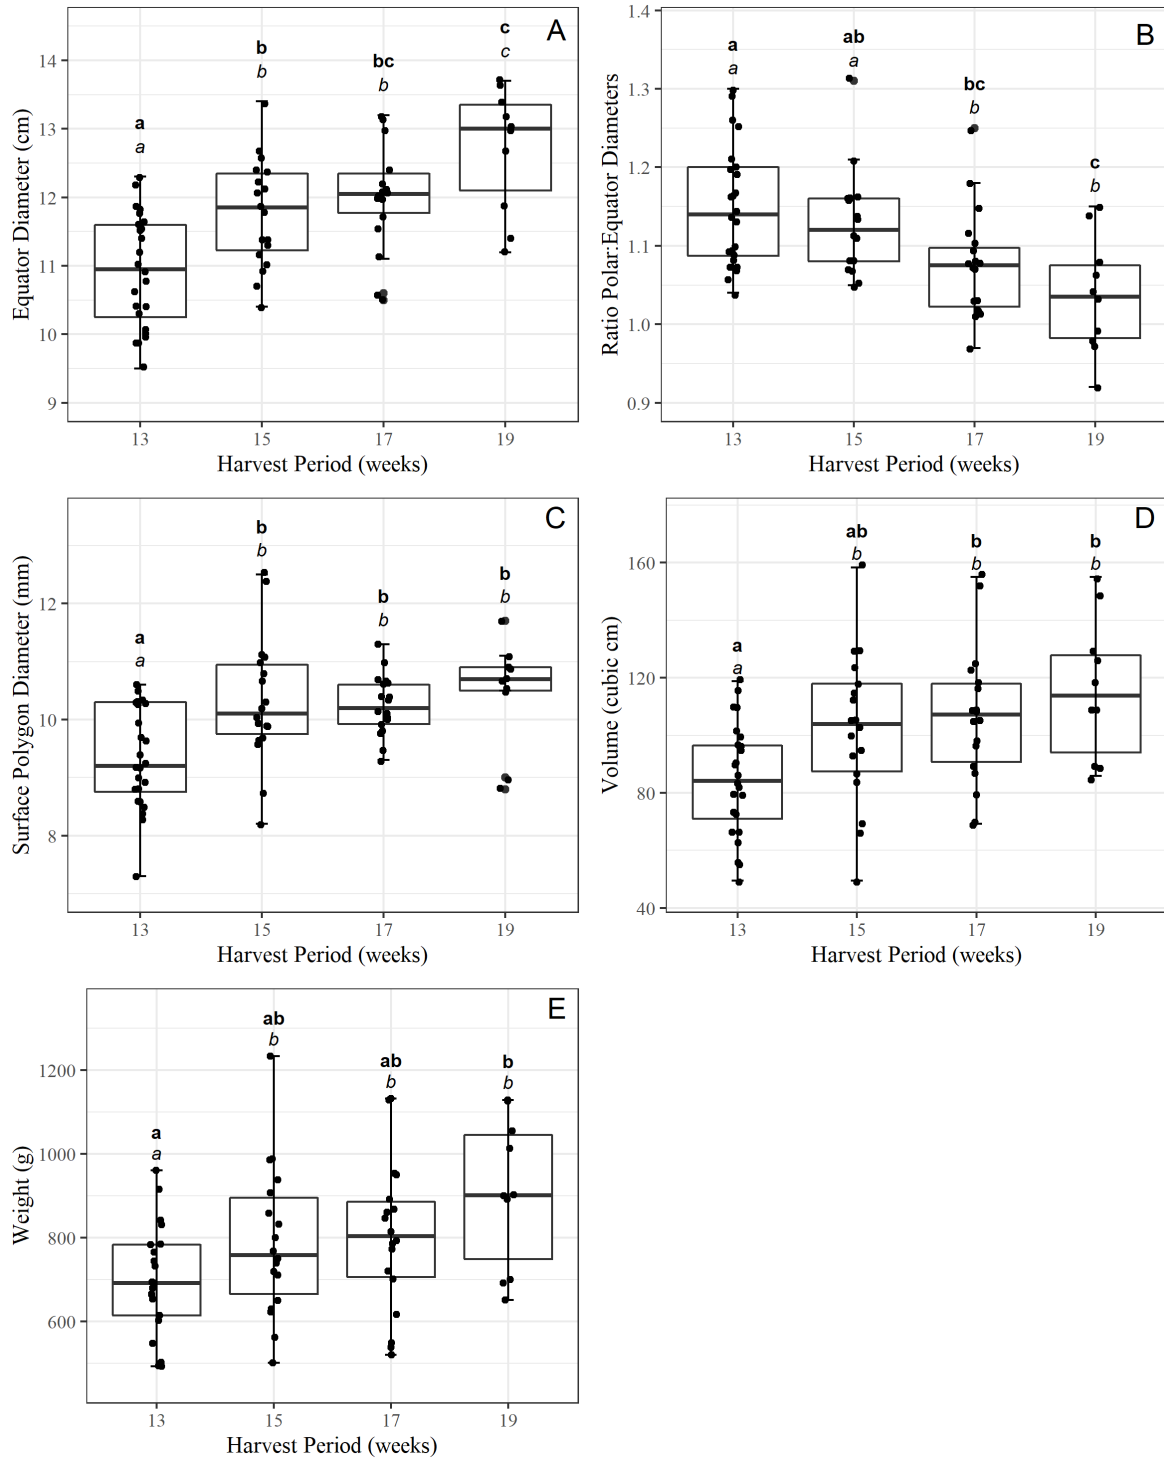 A
a
a
b
b
bc
b
c
c
14
13
12
11
10
9
Equator Diameter (cm)
13
15
17
19
Harvest Period (weeks)
B
a
a
ab
a
bc
b
c
b
1.4
1.3
1.2
1.1
1.0
0.9
Ratio Polar:Equator Diameters
13
15
17
19
Harvest Period (weeks)
C
a
a
b
b
b
b
b
b
12
10
8
Surface Polygon Diameter (mm)
13
15
17
19
Harvest Period (weeks)
D
a
a
ab
b
b
b
b
b
160
120
80
40
Volume (cubic cm)
13
15
17
19
Harvest Period (weeks)
E
a
a
ab
b
ab
b
b
b
1200
1000
800
600
Weight (g)
13
15
17
19
Harvest Period (weeks)